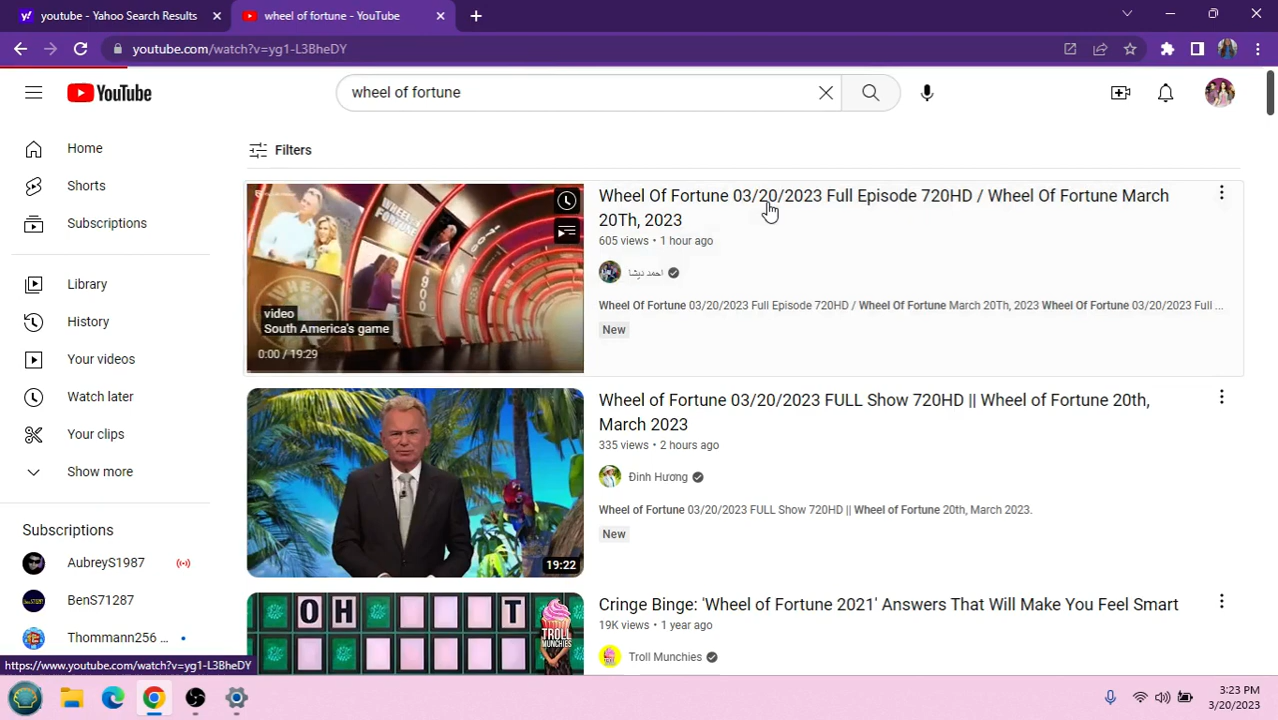 youtube - Yahoo Search Results
wheel of fortune - YouTube
youtube.com/watch?v=yg1-L3BheDY
YouTube
wheel of fortune
Home
Shorts
Subscriptions
Library
History
Your videos
Watch later
Your clips
Show more
Subscriptions
AubreyS1987
BenS71287
Thommann256 ...
Filters
video
South America's game
0:00 / 19:29
Wheel Of Fortune 03/20/2023 Full Episode 720HD / Wheel Of Fortune March
20Th, 2023
605 views • 1 hour ago
Wheel Of Fortune 03/20/2023 Full Episode 720HD / Wheel Of Fortune March 20Th, 2023 Wheel Of Fortune 03/20/2023 Full ...
New
19:22
Wheel of Fortune 03/20/2023 FULL Show 720HD || Wheel of Fortune 20th,
March 2023
335 views • 2 hours ago
Đinh Hương
Wheel of Fortune 03/20/2023 FULL Show 720HD || Wheel of Fortune 20th, March 2023.
New
OH T
TROLL
MUNCHIES
Cringe Binge: 'Wheel of Fortune 2021' Answers That Will Make You Feel Smart
19K views • 1 year ago
Troll Munchies
https://www.youtube.com/watch?v=yg1-L3BheDY
3:23 PM
3/20/2023